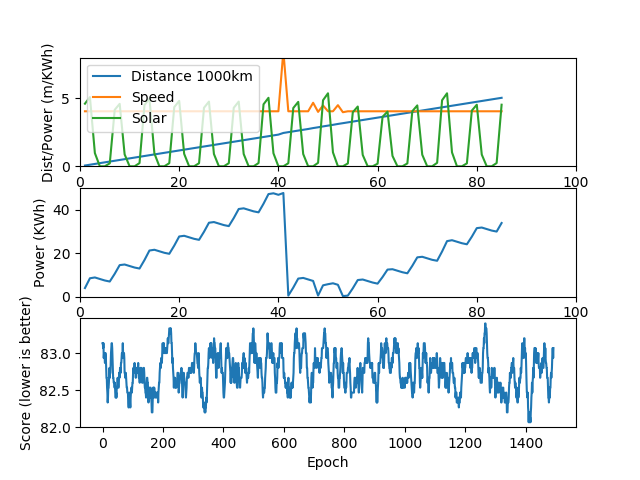 Dist/Power (m/KWh)
Distance 1000km
Speed
Solar
5
0
0 20 40 60 80 100
Power (KWh)
40
20
0
0 20 40 60 80 100
Score (lower is better)
83.0
82.5
82.0
0 200 400 600 800 1000 1200 1400
Epoch